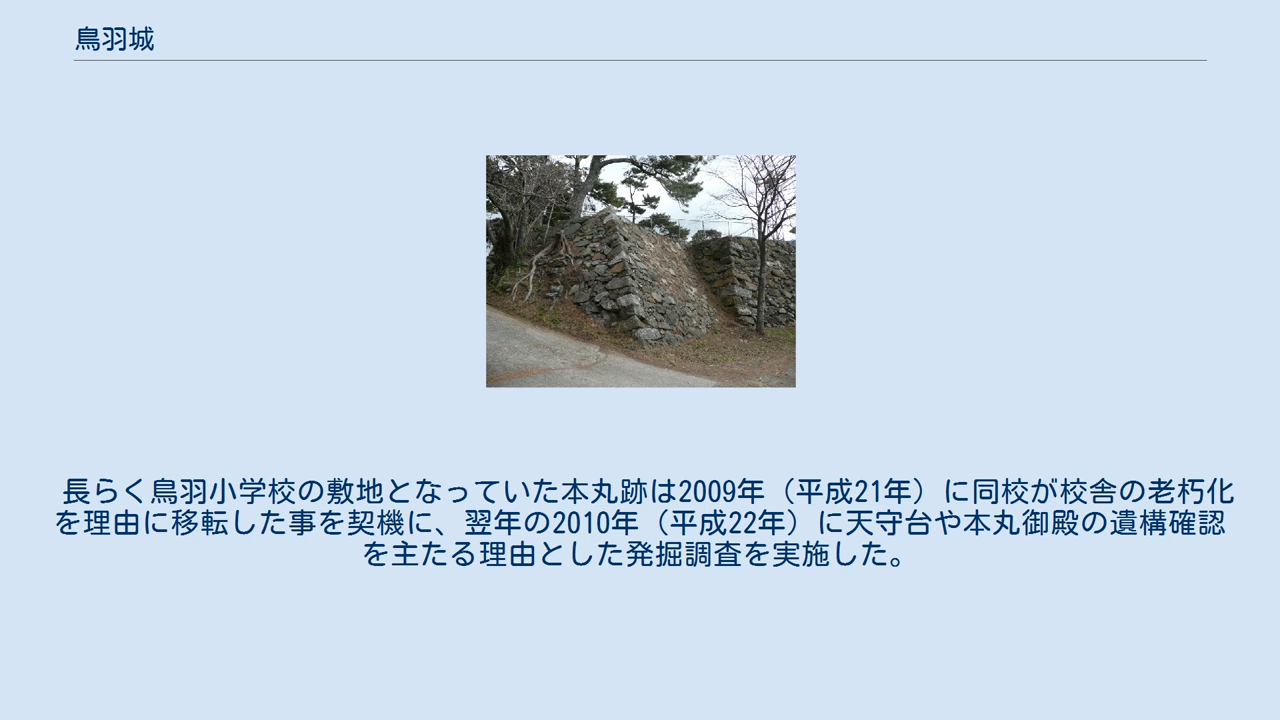 鳥羽城
長らく鳥羽小学校の敷地となっていた本丸跡は2009年（平成21年）に同校が校舎の老朽化
を理由に移転した事を契機に、翌年の2010年（平成22年）に天守台や本丸御殿の遺構確認
を主たる理由とした発掘調査を実施した。